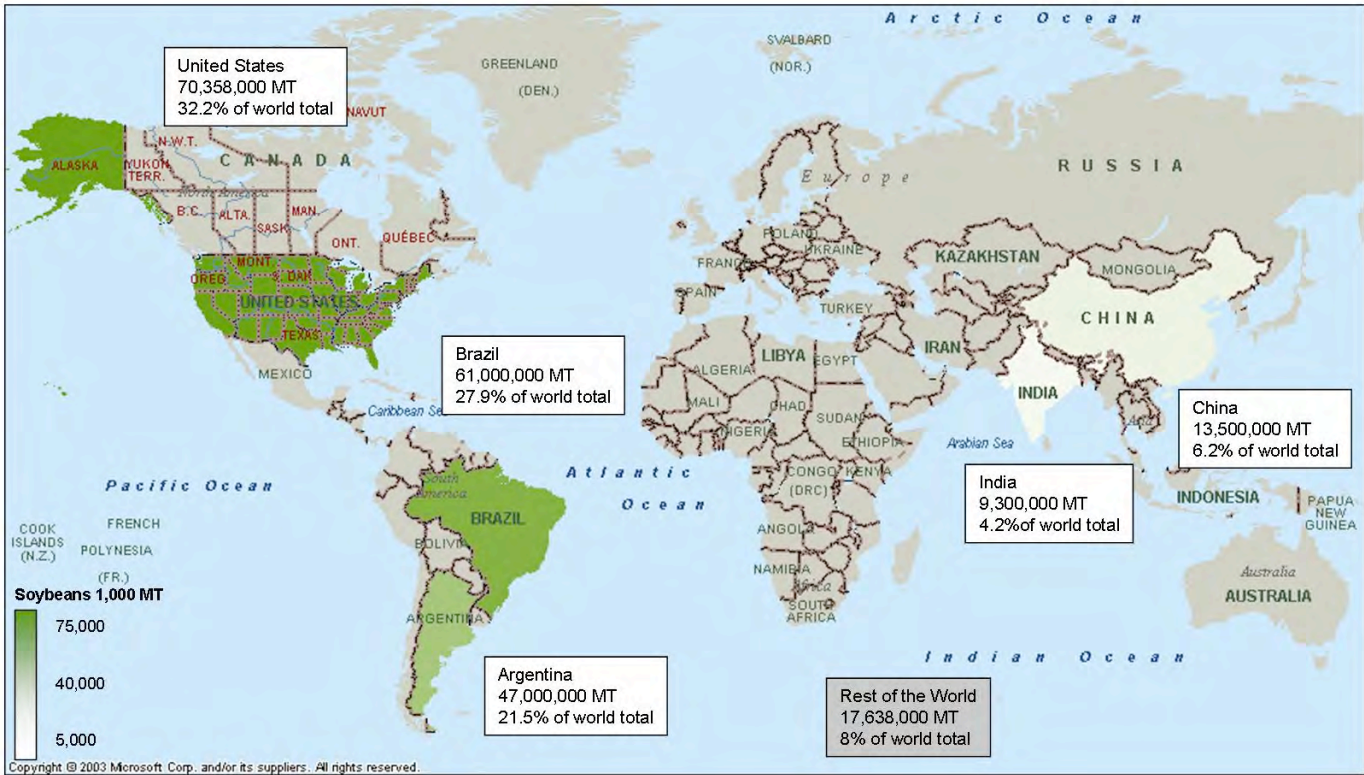 Arctic Ocean
SVALBARD
(NOR.)
GREENLAND
(DEN.)
United States
70,358,000 MT
32.2% of world total
NAVUT
N.W.T.
CANADA
ALASKA
YUKON
TERR.
North America
B.C.
ALTA.
SASK.
MAN.
ONT.
QUÉBEC
RUSSIA
Europe
POLAND
UKRAINE
FRANCE
SPAIN
TURKEY
KAZAKHSTAN
MONGOLIA
MONT.
OREG.
DAK.
UNITED STATES
TEXAS
MEXICO
CHINA
LIBYA
EGYPT
IRAN
ALGERIA
INDIA
MALI
CHAD
SUDAN
NIGERIA
ETHIOPIA
Brazil
61,000,000 MT
27.9% of world total
Caribbean Se
Arabian Sea
Asia
China
13,500,000 MT
6.2% of world total
Atlantic
Ocean
CONGO
(DRC)
KENYA
India
9,300,000 MT
4.2%of world total
INDONESIA
PAPUA
NEW
GUINEA
Pacific Ocean
South
America
BRAZIL
BOLIVIA
COOK
ISLANDS
(N.Z.)
FRENCH
POLYNESIA
(FR.)
ANGOLA
NAMIBIA
Africa
SOUTH
AFRICA
Australia
AUSTRALIA
ARGENTINA
Indian Ocean
Soybeans 1,000 MT
75,000
40,000
5,000
Argentina
47,000,000 MT
21.5% of world total
Rest of the World
17,638,000 MT
8% of world total
Copyright © 2003 Microsoft Corp. and/or its suppliers. All rights reserved.